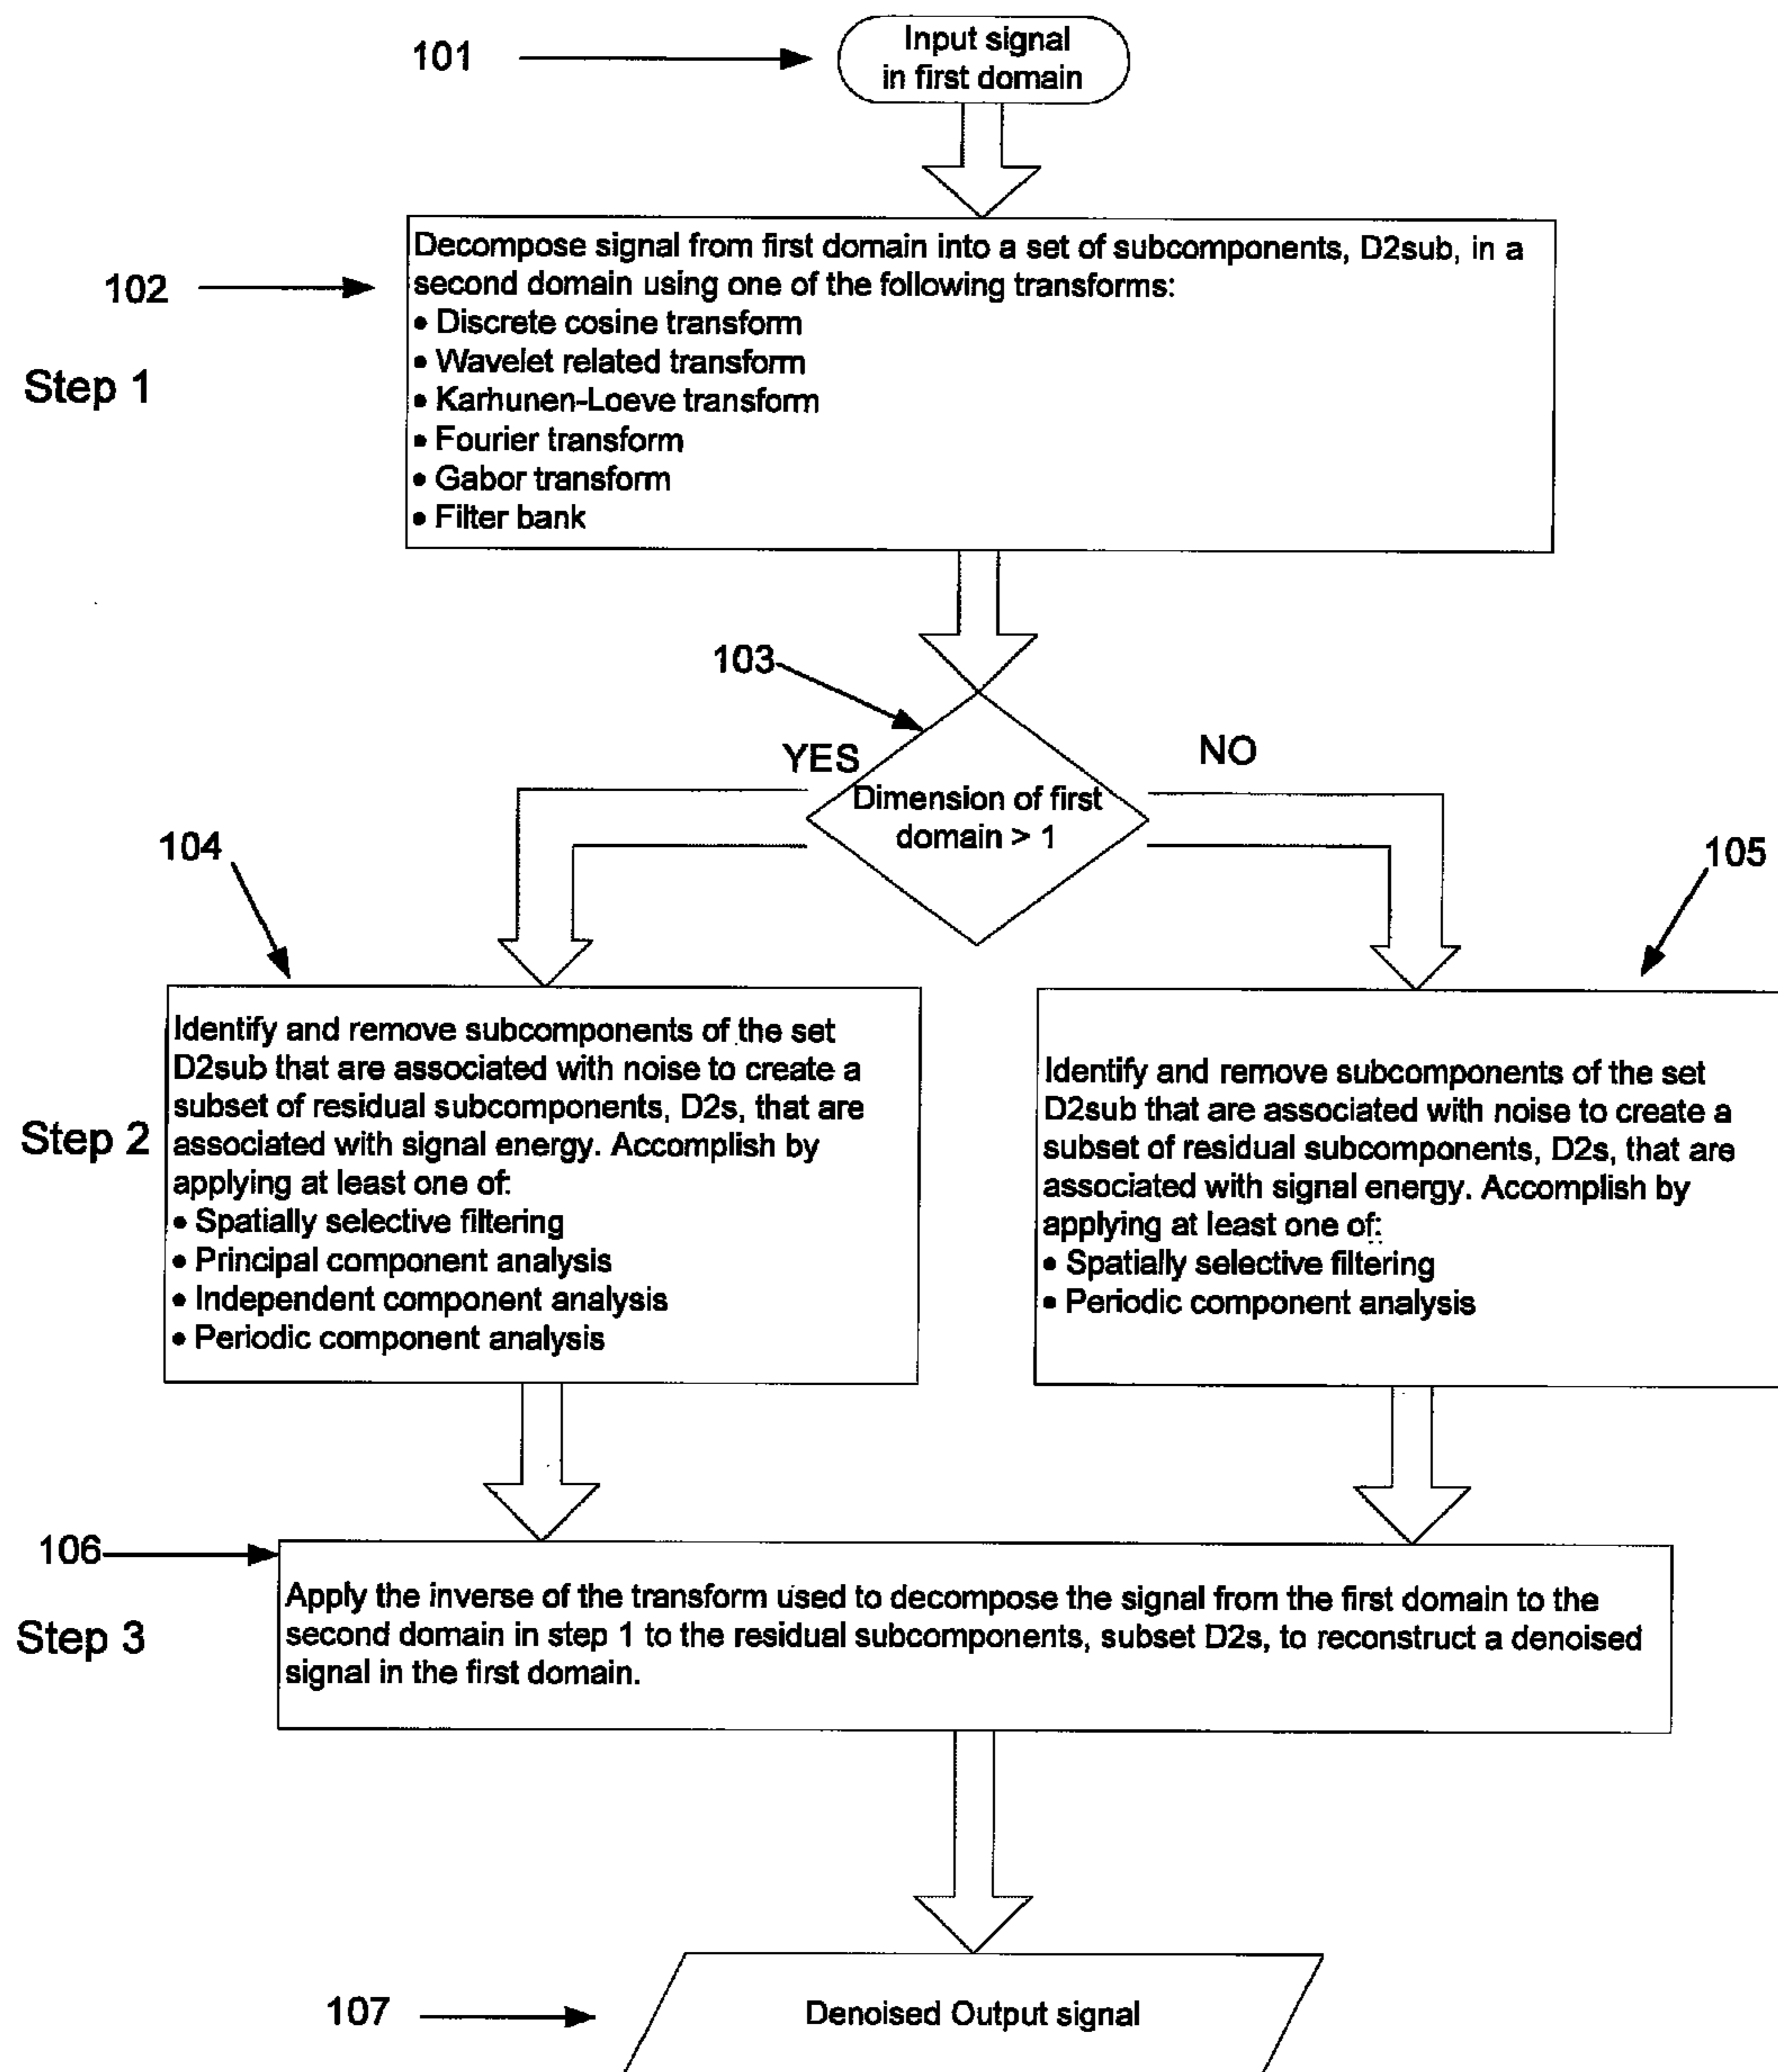 101
Input signal
in first domain
102
Step 1
Decompose signal from first domain into a set of subcomponents, D2sub, in a
second domain using one of the following transforms:
• Discrete cosine transform
• Wavelet related transform
• Karhunen-Loeve transform
• Fourier transform
• Gabor transform
• Filter bank
103
YES
NO
Dimension of first
domain > 1
104
105
Step 2
Identify and remove subcomponents of the set
D2sub that are associated with noise to create a
subset of residual subcomponents, D2s, that are
associated with signal energy. Accomplish by
applying at least one of:
• Spatially selective filtering
• Principal component analysis
• Independent component analysis
• Periodic component analysis
Identify and remove subcomponents of the set
D2sub that are associated with noise to create a
subset of residual subcomponents, D2s, that are
associated with signal energy. Accomplish by
applying at least one of:
• Spatially selective filtering
• Periodic component analysis
106
Step 3
Apply the inverse of the transform used to decompose the signal from the first domain to the
second domain in step 1 to the residual subcomponents, subset D2s, to reconstruct a denoised
signal in the first domain.
107
Denoised Output signal